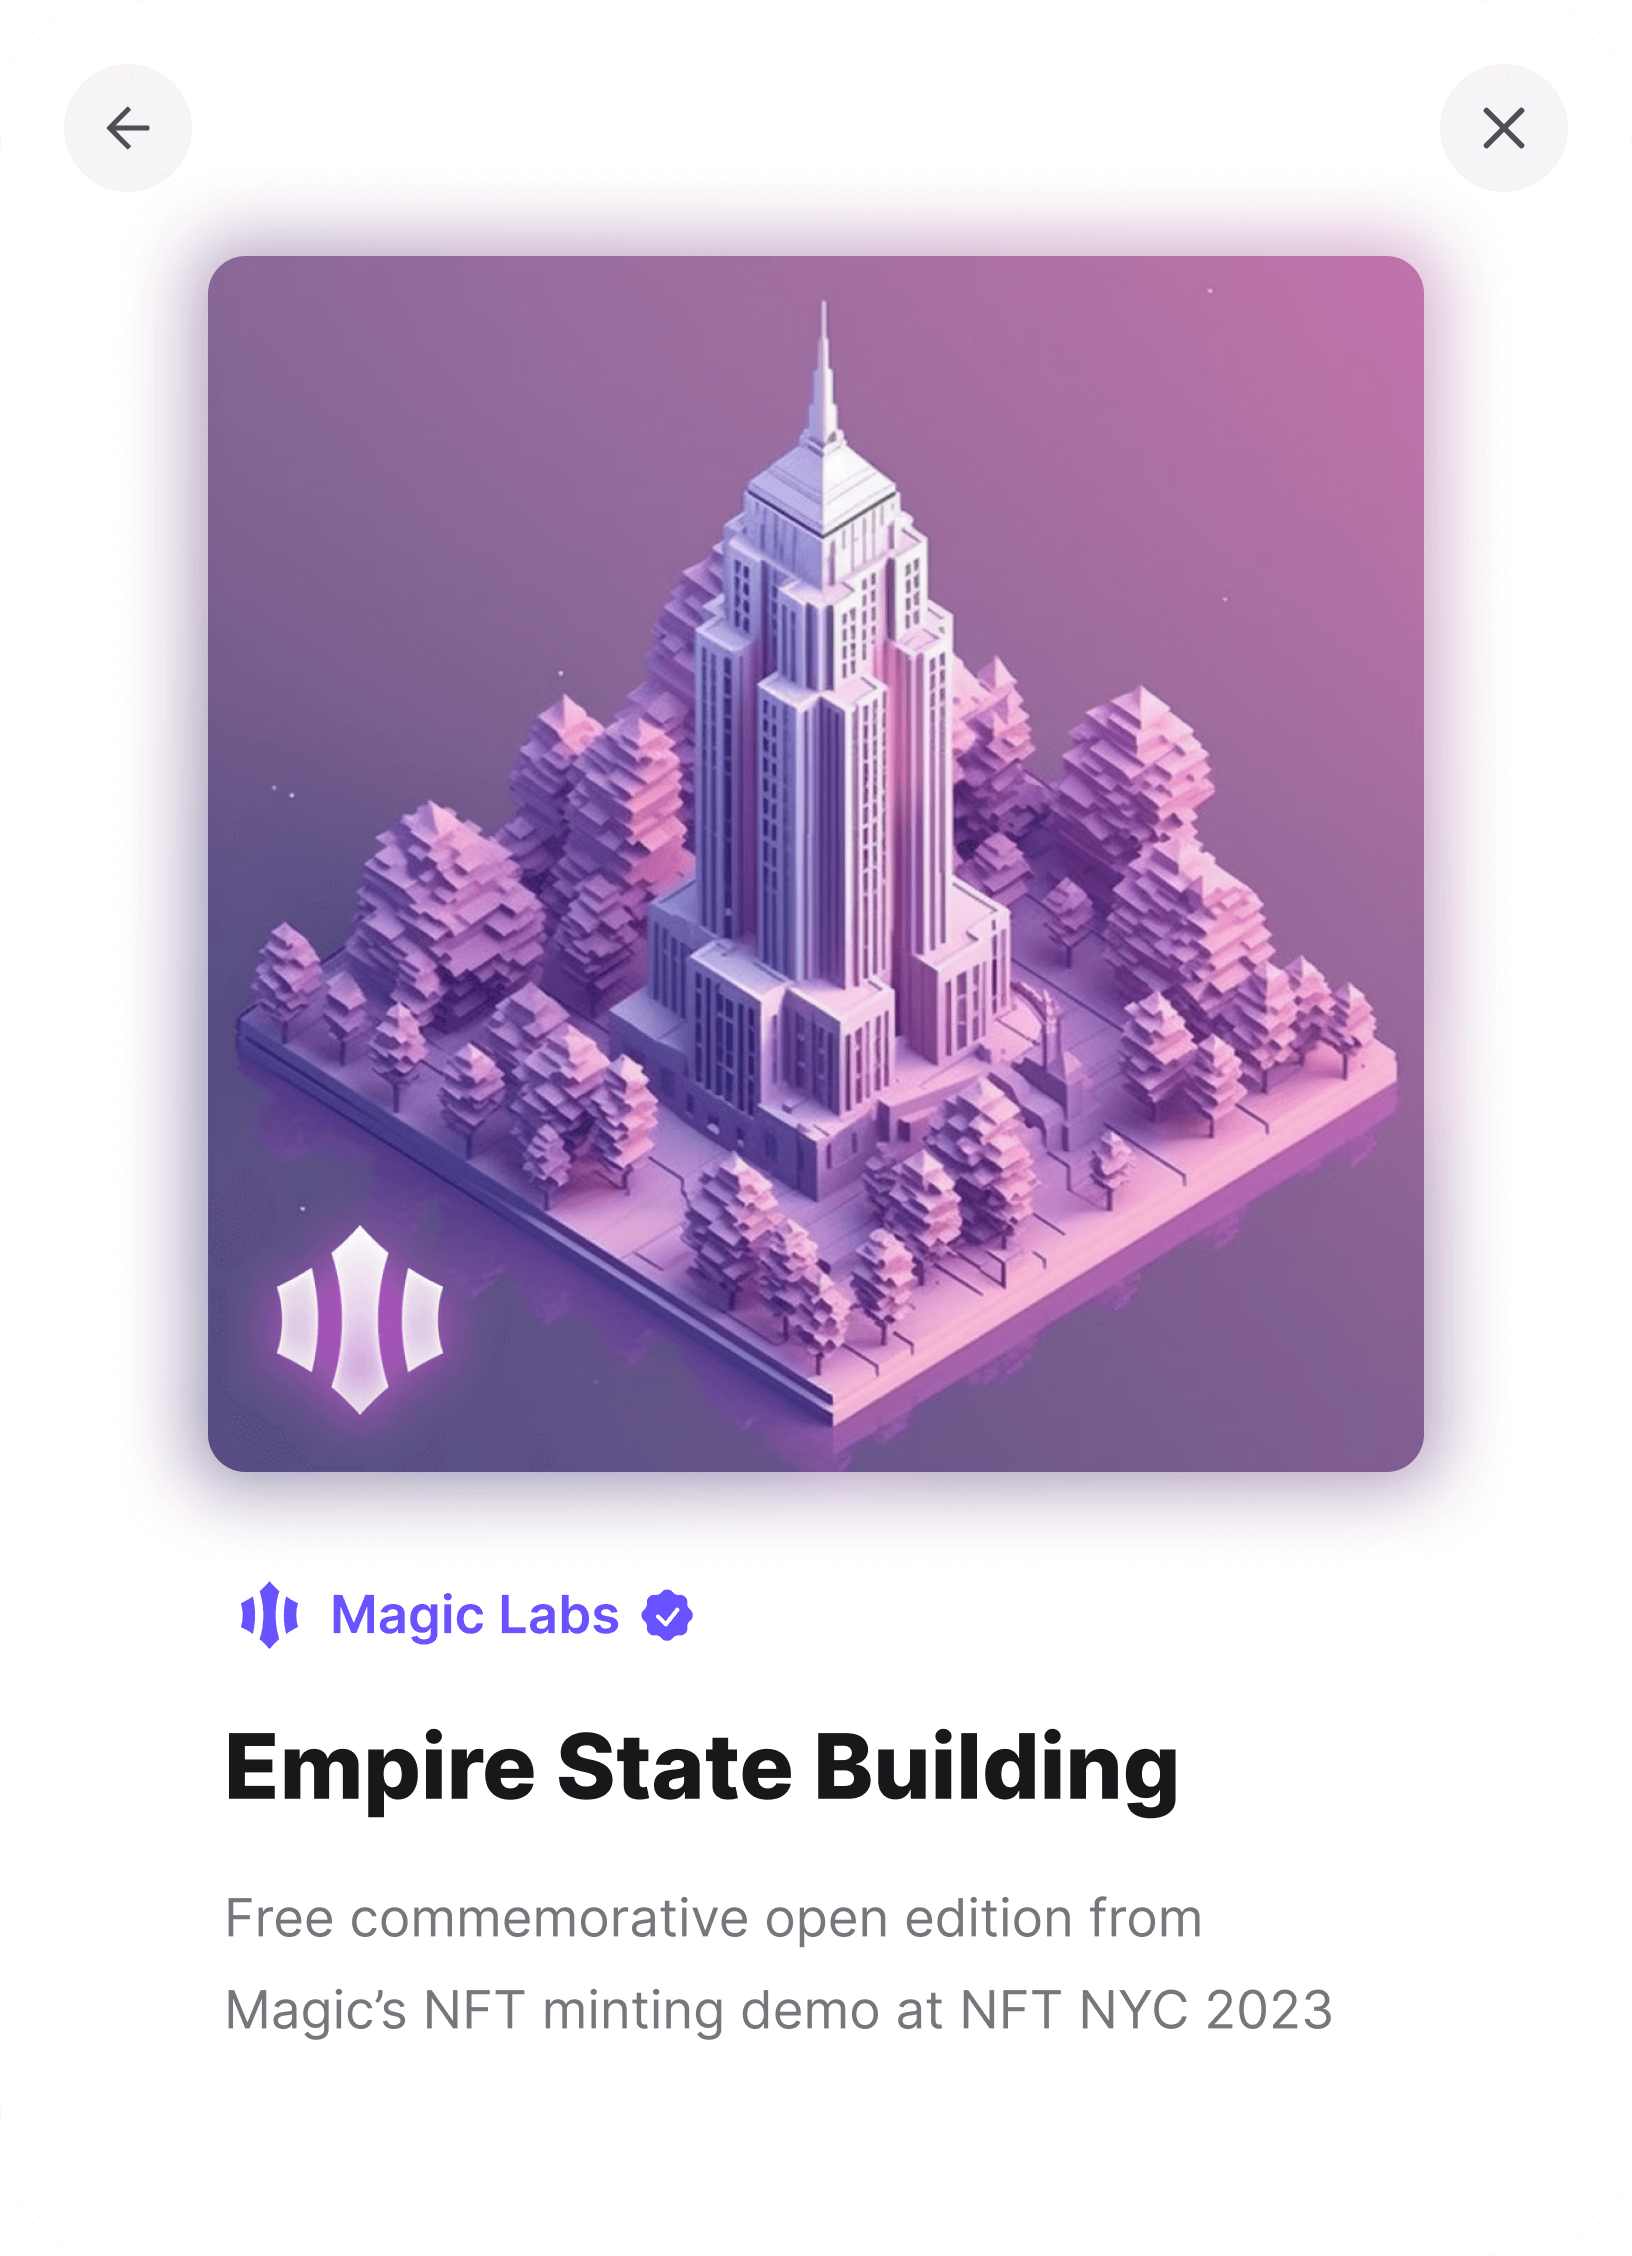 Magic Labs
Empire State Building
Free commemorative open edition from
Magic’s NFT minting demo at NFT NYC 2023